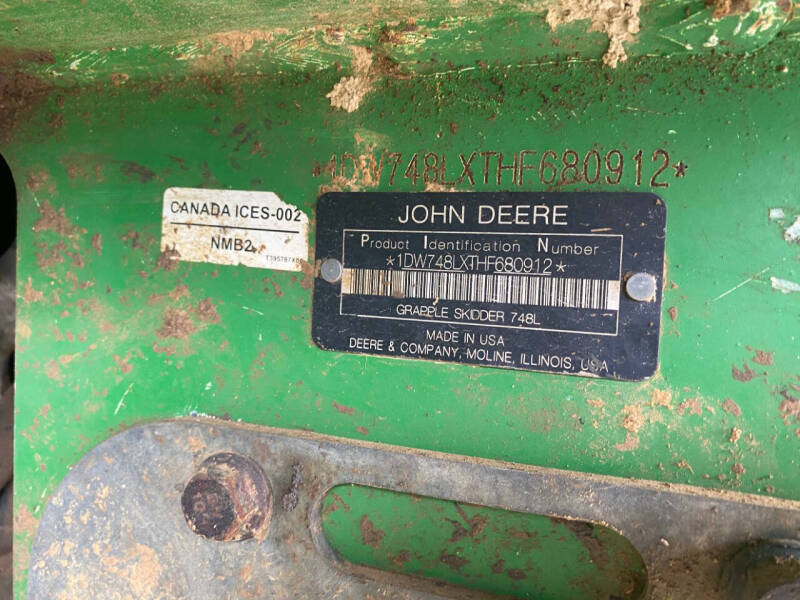 *1DW748LXTHF680912*
CANADA ICES-002
NMB2
JOHN DEERE
Product Identification Number
*1DW748LXTHF680912*
GRAPPLE SKIDDER 748L
MADE IN USA
DEERE & COMPANY, MOLINE, ILLINOIS, USA